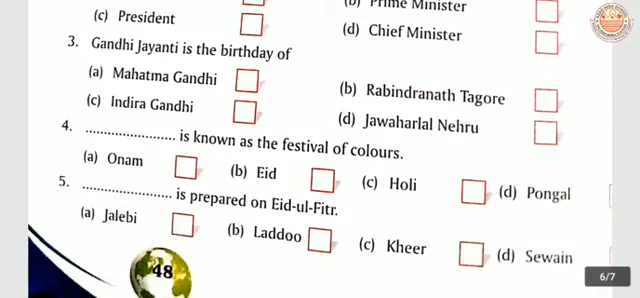 (b) Prime Minister
(c) President
(d) Chief Minister
3. Gandhi Jayanti is the birthday of
(a) Mahatma Gandhi
(b) Rabindranath Tagore
(c) Indira Gandhi
(d) Jawaharlal Nehru
4. ...................... is known as the festival of colours.
(a) Onam (b) Eid (c) Holi (d) Pongal
5. ...................... is prepared on Eid-ul-Fitr.
(a) Jalebi (b) Laddoo (c) Kheer (d) Sewain
48
6/7